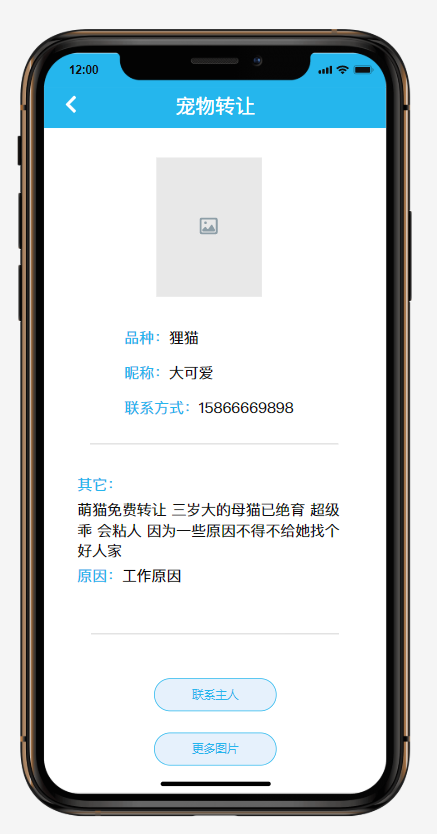 12:00
宠物转让
品种：狸猫
昵称：大可爱
联系方式：15866669898
其它：
萌猫免费转让 三岁大的母猫已绝育 超级
乖 会粘人 因为一些原因不得不给她找个
好人家
原因：工作原因
联系主人
更多图片